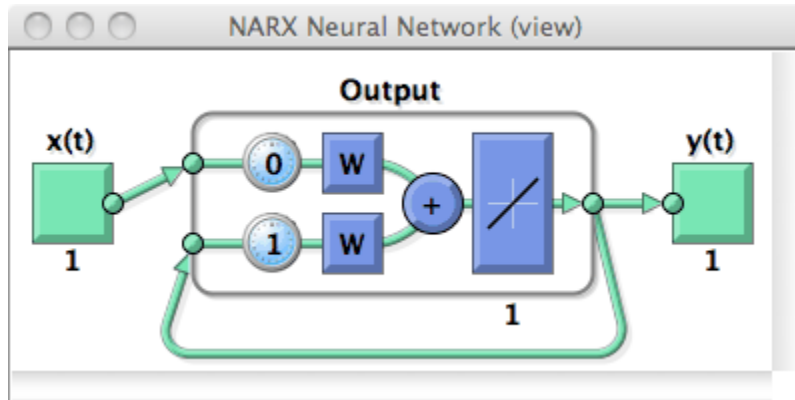 NARX Neural Network (view)
Output
x(t)
y(t)
0
W
+
1
W
1
1
1